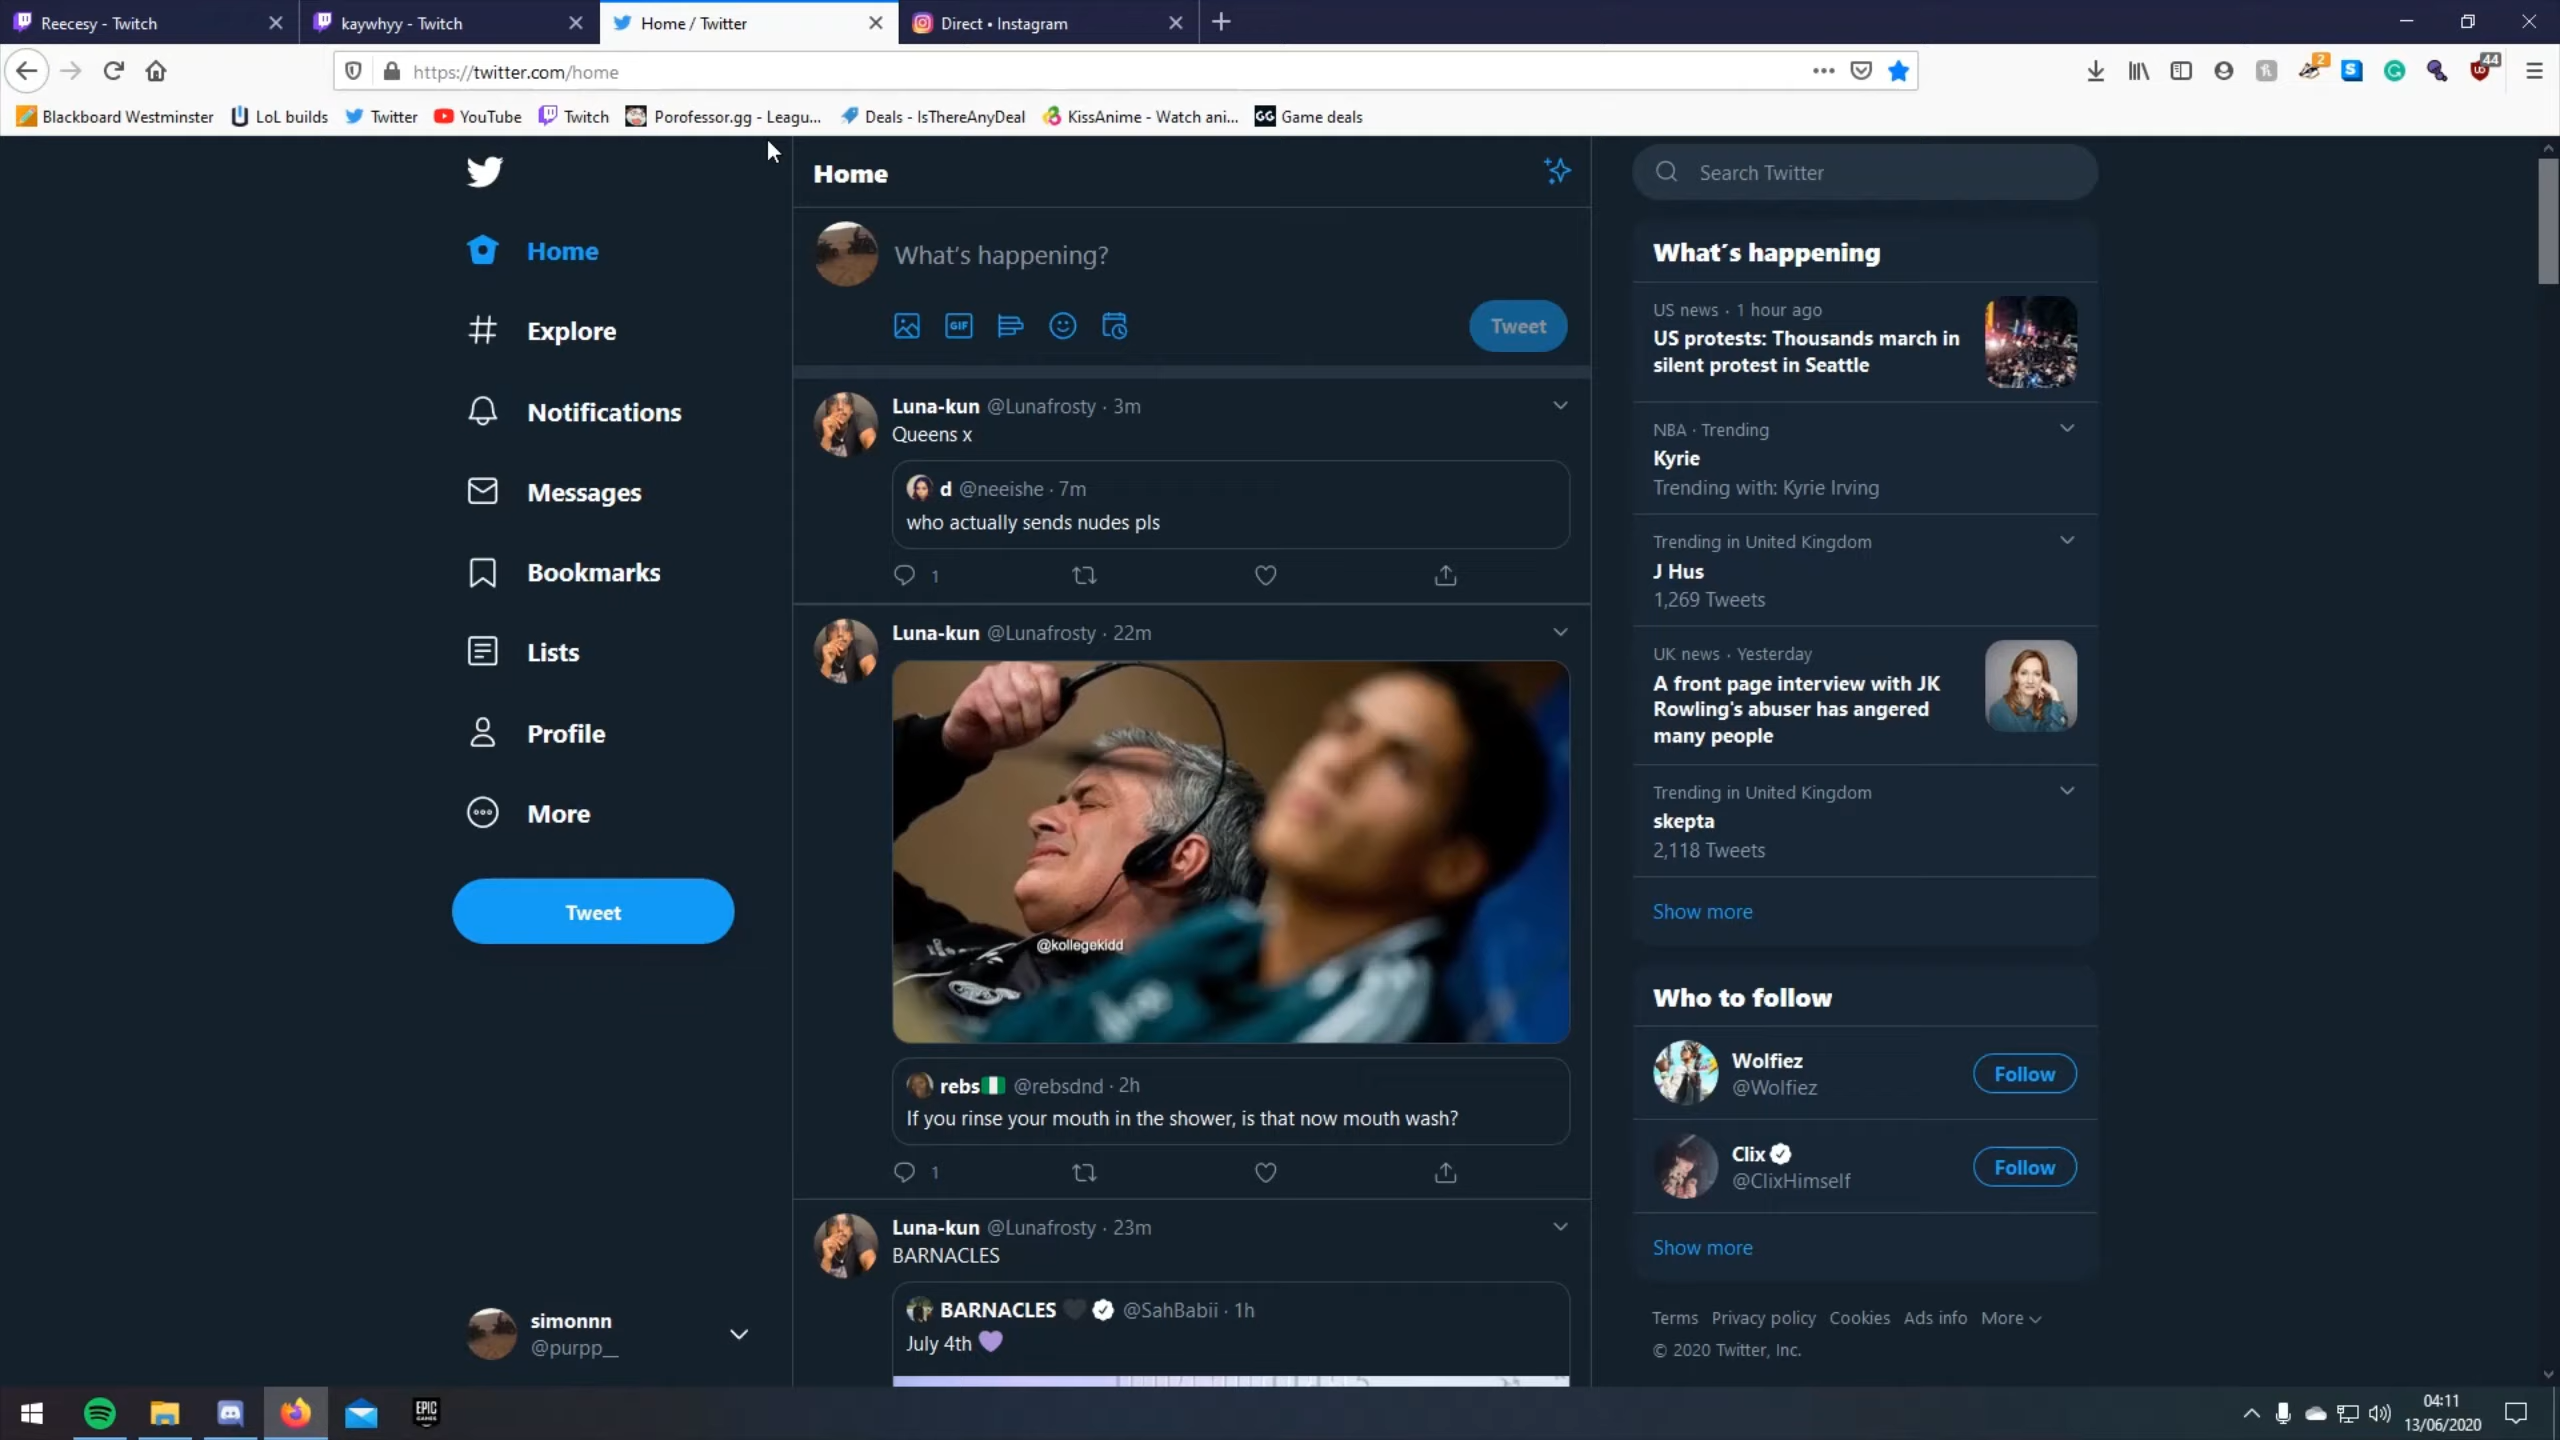 Reecesy - Twitch
kaywhyy - Twitch
Home / Twitter
Direct • Instagram
https://twitter.com/home
2
44
Blackboard Westminster
LoL builds
Twitter
YouTube
Twitch
Porofessor.gg - Leagu...
Deals - IsThereAnyDeal
KissAnime - Watch ani...
GG
Game deals
Home
Explore
Notifications
Messages
Bookmarks
Lists
Profile
More
Tweet
simonnn
@purpp__
Home
What's happening?
GIF
Tweet
Luna-kun @Lunafrosty · 3m
Queens x
d @neeishe · 7m
who actually sends nudes pls
1
Luna-kun @Lunafrosty · 22m
@kollegekidd
rebs @rebsdnd · 2h
If you rinse your mouth in the shower, is that now mouth wash?
1
Luna-kun @Lunafrosty · 23m
BARNACLES
BARNACLES @SahBabii · 1h
July 4th
Search Twitter
What´s happening
US news · 1 hour ago
US protests: Thousands march in
silent protest in Seattle
NBA · Trending
Kyrie
Trending with: Kyrie Irving
Trending in United Kingdom
J Hus
1,269 Tweets
UK news · Yesterday
A front page interview with JK
Rowling's abuser has angered
many people
Trending in United Kingdom
skepta
2,118 Tweets
Show more
Who to follow
Wolfiez
@Wolfiez
Follow
Clix
@ClixHimself
Follow
Show more
Terms Privacy policy Cookies Ads info More
© 2020 Twitter, Inc.
EPIC
GAMES
04:11
13/06/2020